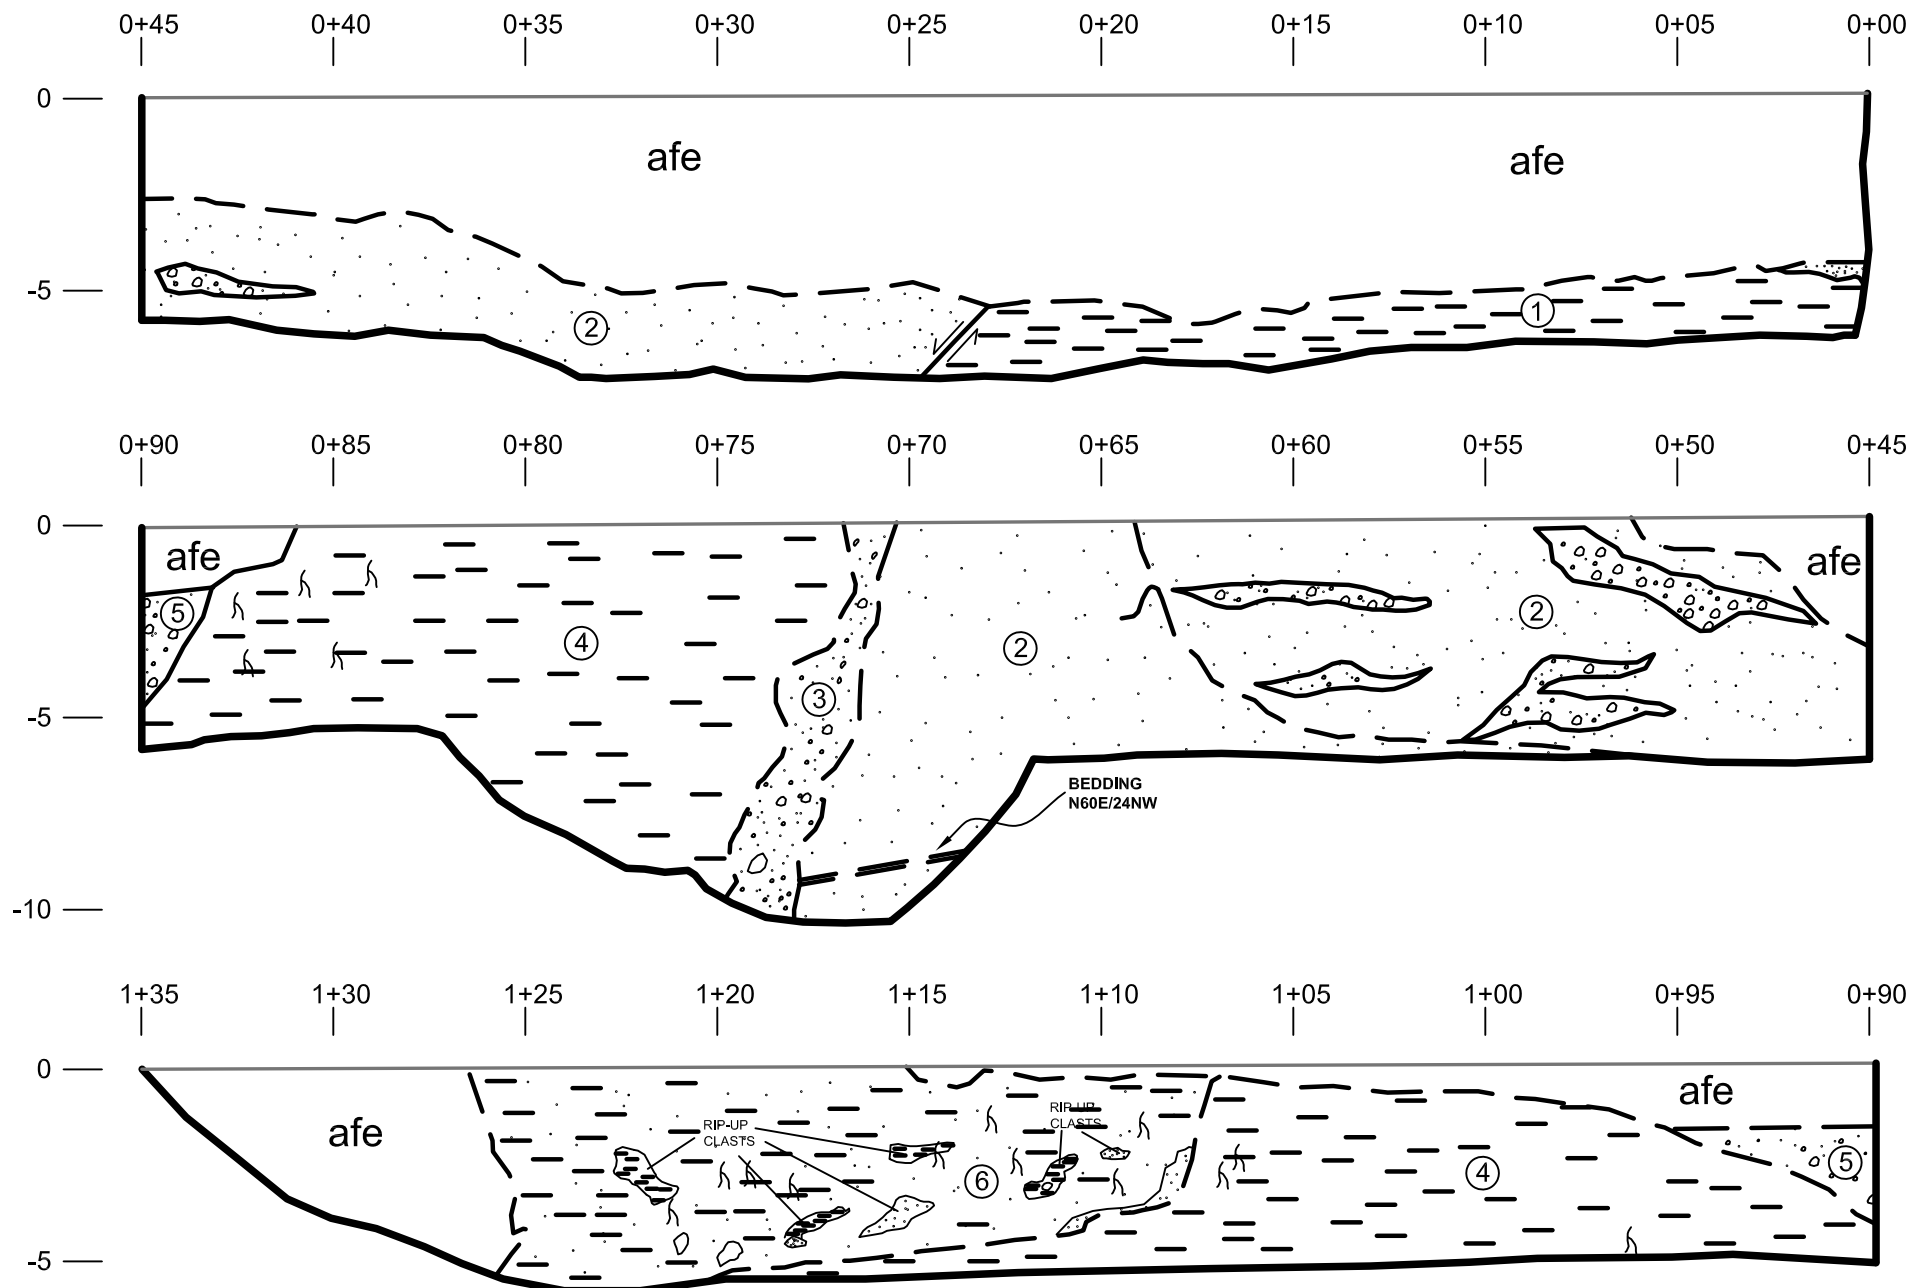 0+45 0+40 0+35 0+30 0+25 0+20 0+15 0+10 0+05 0+00
0
afe afe
-5
1
2
0+90 0+85 0+80 0+75 0+70 0+65 0+60 0+55 0+50 0+45
0
afe afe
5 2
4 2
3
-5
BEDDING
N60E/24NW
-10
1+35 1+30 1+25 1+20 1+15 1+10 1+05 1+00 0+95 0+90
0
afe
RIP-UP
CLASTS
RIP-UP
CLASTS
afe
6 4 5
-5